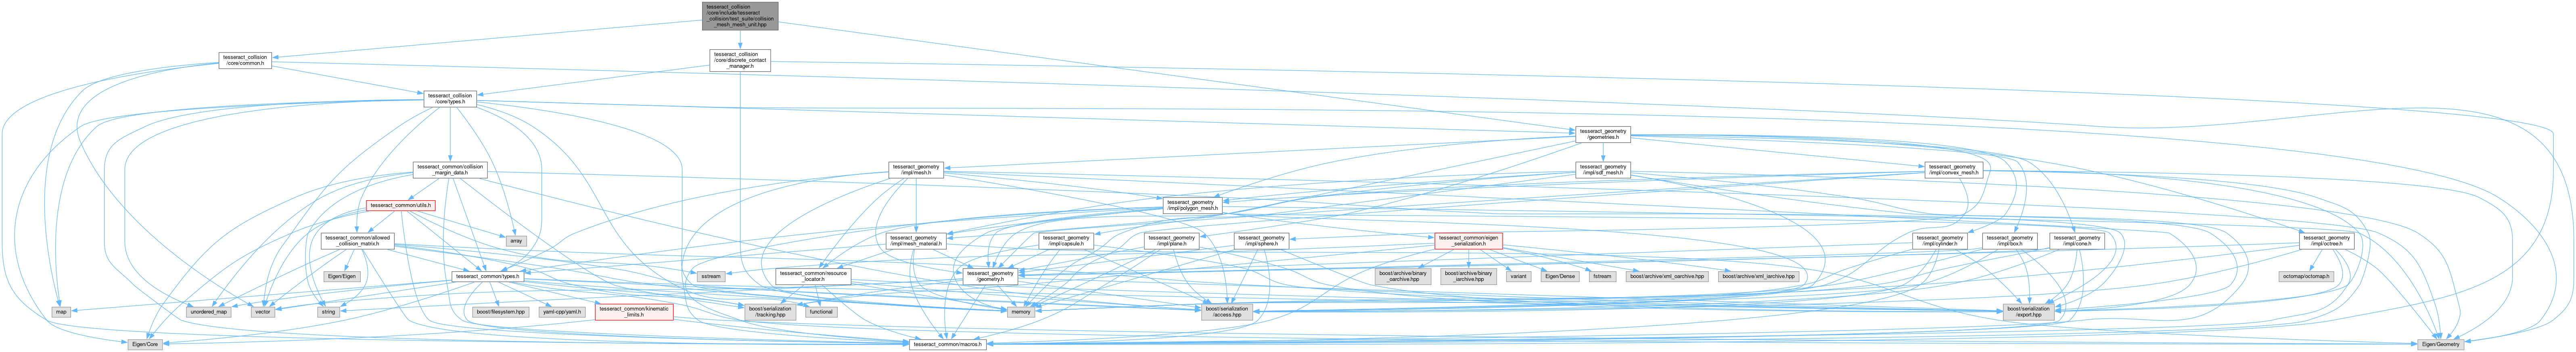 tesseract_collision
/core/include/tesseract
_collision/test_suite/collision
_mesh_mesh_unit.hpp
tesseract_collision
/core/common.h
tesseract_collision
/core/discrete_contact
_manager.h
tesseract_collision
/core/types.h
tesseract_geometry
/geometries.h
tesseract_common/collision
_margin_data.h
tesseract_geometry
/impl/mesh.h
tesseract_geometry
/impl/sdf_mesh.h
tesseract_geometry
/impl/convex_mesh.h
tesseract_common/utils.h
tesseract_geometry
/impl/polygon_mesh.h
tesseract_common/allowed
_collision_matrix.h
array
tesseract_geometry
/impl/mesh_material.h
tesseract_geometry
/impl/capsule.h
tesseract_geometry
/impl/plane.h
tesseract_geometry
/impl/sphere.h
tesseract_common/eigen
_serialization.h
tesseract_geometry
/impl/cylinder.h
tesseract_geometry
/impl/box.h
tesseract_geometry
/impl/cone.h
tesseract_geometry
/impl/octree.h
Eigen/Eigen
tesseract_common/types.h
sstream
tesseract_common/resource
_locator.h
tesseract_geometry
/geometry.h
boost/archive/binary
_oarchive.hpp
boost/archive/binary
_iarchive.hpp
variant
Eigen/Dense
fstream
boost/archive/xml_oarchive.hpp
boost/archive/xml_iarchive.hpp
octomap/octomap.h
map
unordered_map
vector
string
boost/filesystem.hpp
yaml-cpp/yaml.h
tesseract_common/kinematic
_limits.h
boost/serialization
/tracking.hpp
functional
memory
boost/serialization
/access.hpp
boost/serialization
/export.hpp
Eigen/Core
tesseract_common/macros.h
Eigen/Geometry